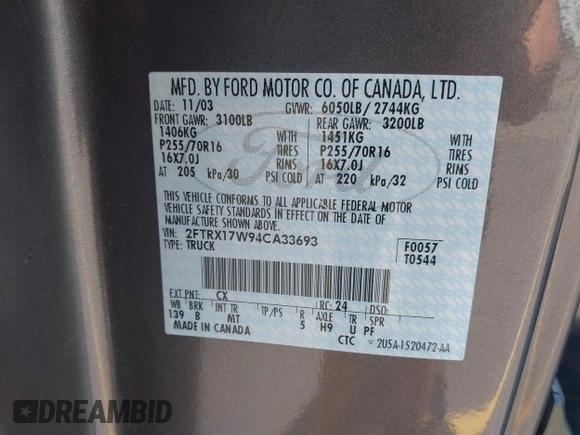 MFD. BY FORD MOTOR CO. OF CANADA, LTD.
DATE: 11/03 GVWR: 6050LB/ 2744KG
FRONT GAWR: 3100LB REAR GAWR: 3200LB
1406KG WITH 1451KG WITH
P255/70R16 TIRES P255/70R16 TIRES
16X7.0J RIMS 16X7.0J RIMS
AT 205 kPa/30 PSI COLD AT 220 kPa/32 PSI COLD
THIS VEHICLE CONFORMS TO ALL APPLICABLE FEDERAL MOTOR
VEHICLE SAFETY STANDARDS IN EFFECT ON THE DATE OF
MANUFACTURE SHOWN ABOVE.
VIN: 2FTRX17W94CA33693 F0057
TYPE: TRUCK T0544
Ford
EXT PNT: CX RC: 24 DSO:
WB BRK INT TR TP/PS R AXLE TR SPR
139 B MT 5 H9 U PF
MADE IN CANADA CTC V 2U5A-1520472-AA
DREAMBID